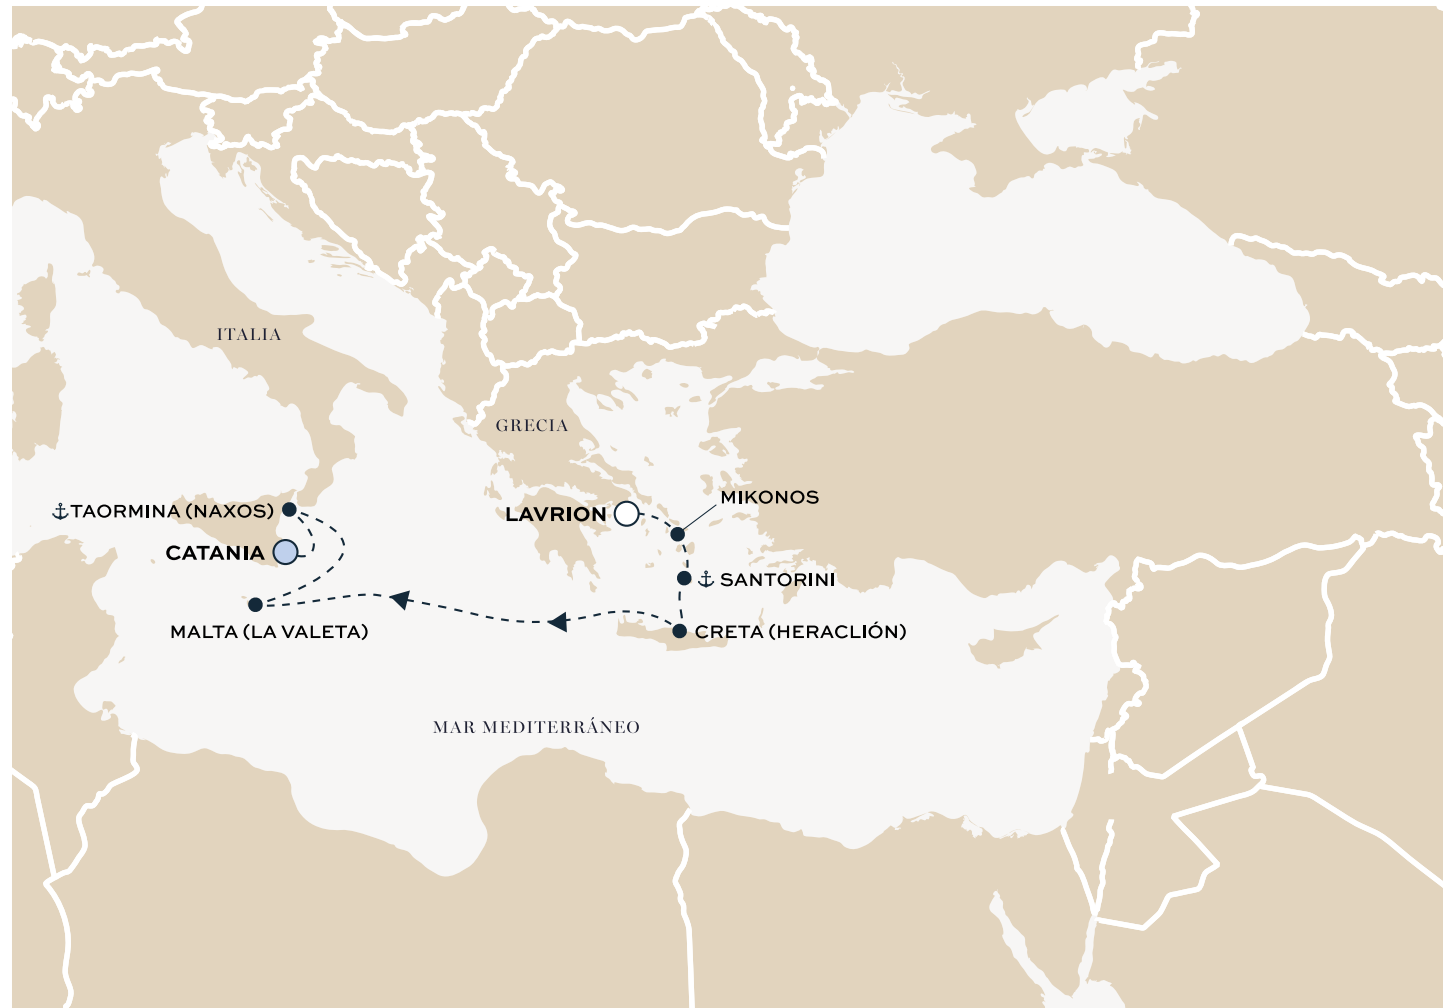 ITALIA
GRECIA
MIKONOS
⚓TAORMINA (NAXOS)
LAVRION
CATANIA
⚓ SANTORINI
MALTA (LA VALETA)
CRETA (HERACLIÓN)
MAR MEDITERRÁNEO